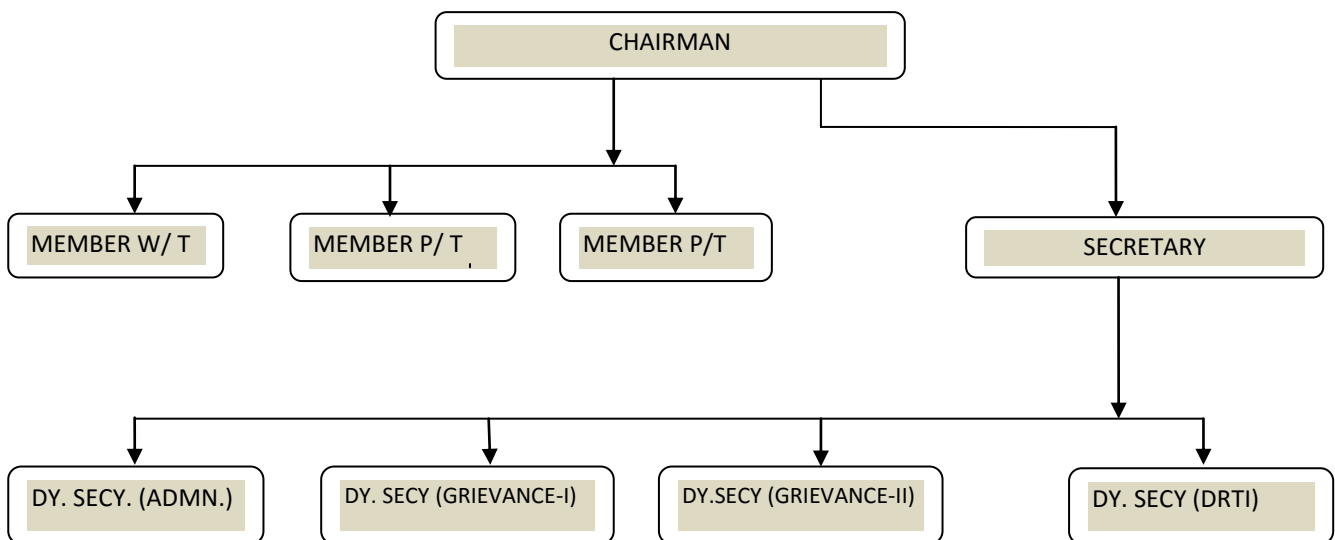 CHAIRMAN
MEMBER W/ T
MEMBER P/ T
MEMBER P/T
SECRETARY
DY. SECY. (ADMN.)
DY. SECY (GRIEVANCE-I)
DY.SECY (GRIEVANCE-II)
DY. SECY (DRTI)